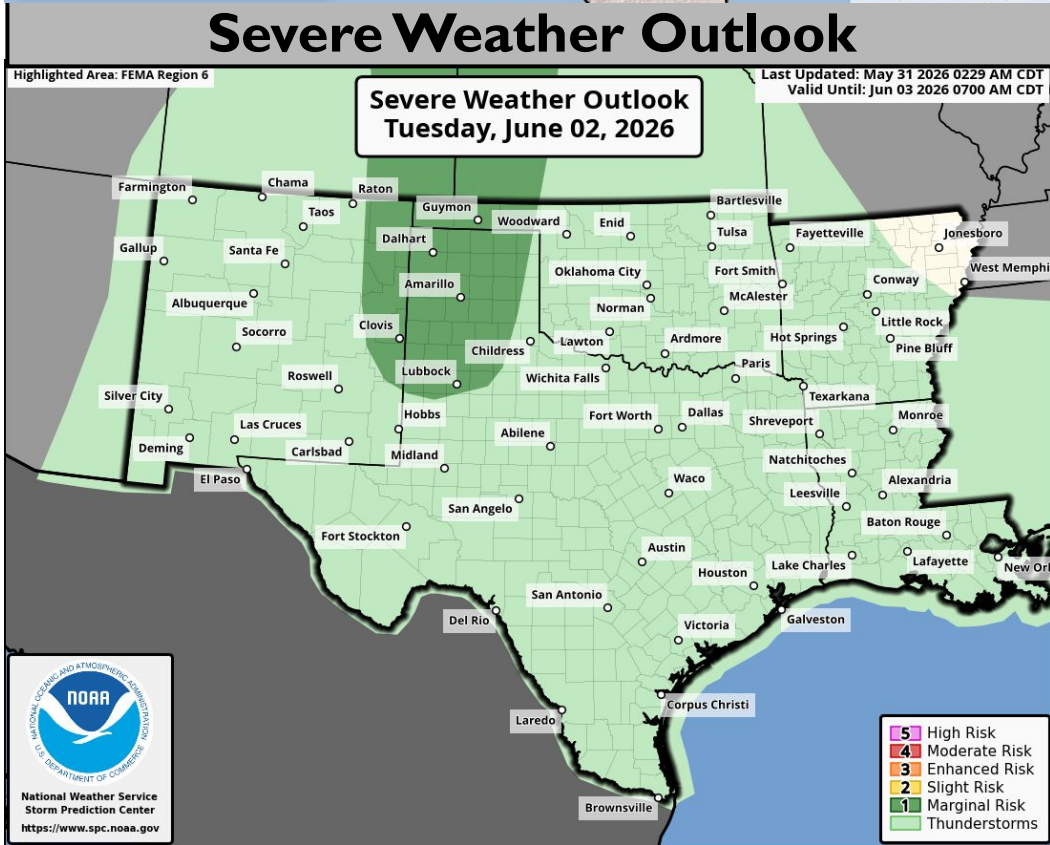 Severe Weather Outlook
Highlighted Area: FEMA Region 6
Last Updated: May 31 2026 0229 AM CDT
Valid Until: Jun 03 2026 0700 AM CDT
Severe Weather Outlook
Tuesday, June 02, 2026
Farmington
Chama
Raton
Taos
Guymon
Woodward
Enid
Bartlesville
Tulsa
Fayetteville
Jonesboro
Gallup
Santa Fe
Dalhart
Oklahoma City
Fort Smith
Conway
West Memphi
Albuquerque
Amarillo
Norman
McAlester
Little Rock
Socorro
Clovis
Childress
Lawton
Ardmore
Hot Springs
Pine Bluff
Roswell
Lubbock
Wichita Falls
Paris
Texarkana
Silver City
Las Cruces
Hobbs
Fort Worth
Dallas
Shreveport
Monroe
Deming
Carlsbad
Midland
Abilene
Natchitoches
El Paso
San Angelo
Waco
Leesville
Alexandria
Fort Stockton
Baton Rouge
Austin
Houston
Lake Charles
Lafayette
New Orl
San Antonio
Del Rio
Victoria
Galveston
Laredo
Corpus Christi
Brownsville
NATIONAL OCEANIC AND ATMOSPHERIC ADMINISTRATION
NOAA
U.S. DEPARTMENT OF COMMERCE
National Weather Service
Storm Prediction Center
https://www.spc.noaa.gov
5 High Risk
4 Moderate Risk
3 Enhanced Risk
2 Slight Risk
1 Marginal Risk
Thunderstorms